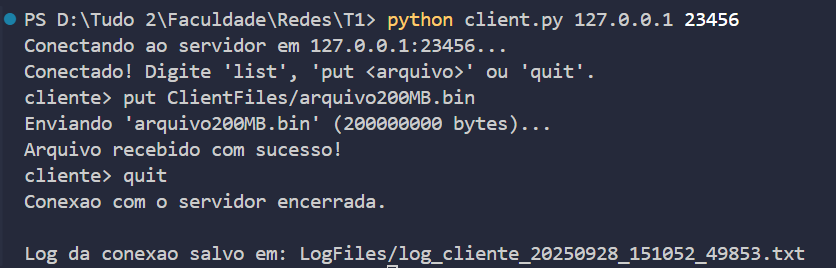 PS D:\Tudo 2\Faculdade\Redes\T1> python client.py 127.0.0.1 23456
Conectando ao servidor em 127.0.0.1:23456...
Conectado! Digite 'list', 'put <arquivo>' ou 'quit'.
cliente> put ClientFiles/arquivo200MB.bin
Enviando 'arquivo200MB.bin' (200000000 bytes)...
Arquivo recebido com sucesso!
cliente> quit
Conexao com o servidor encerrada.
Log da conexao salvo em: LogFiles/log_cliente_20250928_151052_49853.txt